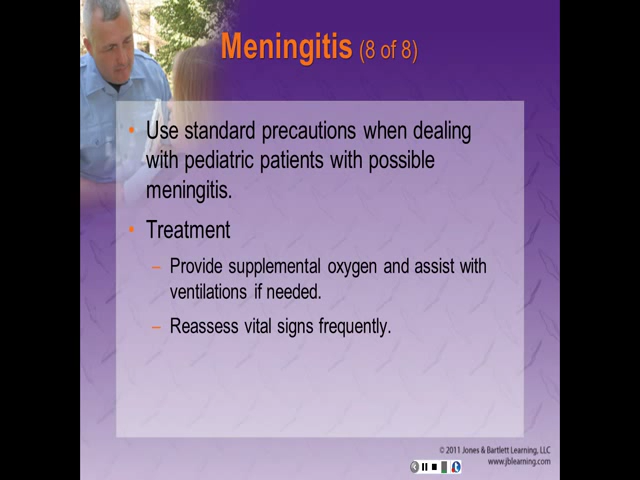 Meningitis (8 of 8)
• Use standard precautions when dealing
with pediatric patients with possible
meningitis.
• Treatment
– Provide supplemental oxygen and assist with
ventilations if needed.
– Reassess vital signs frequently.
© 2011 Jones & Bartlett Learning, LLC
www.jblearning.com